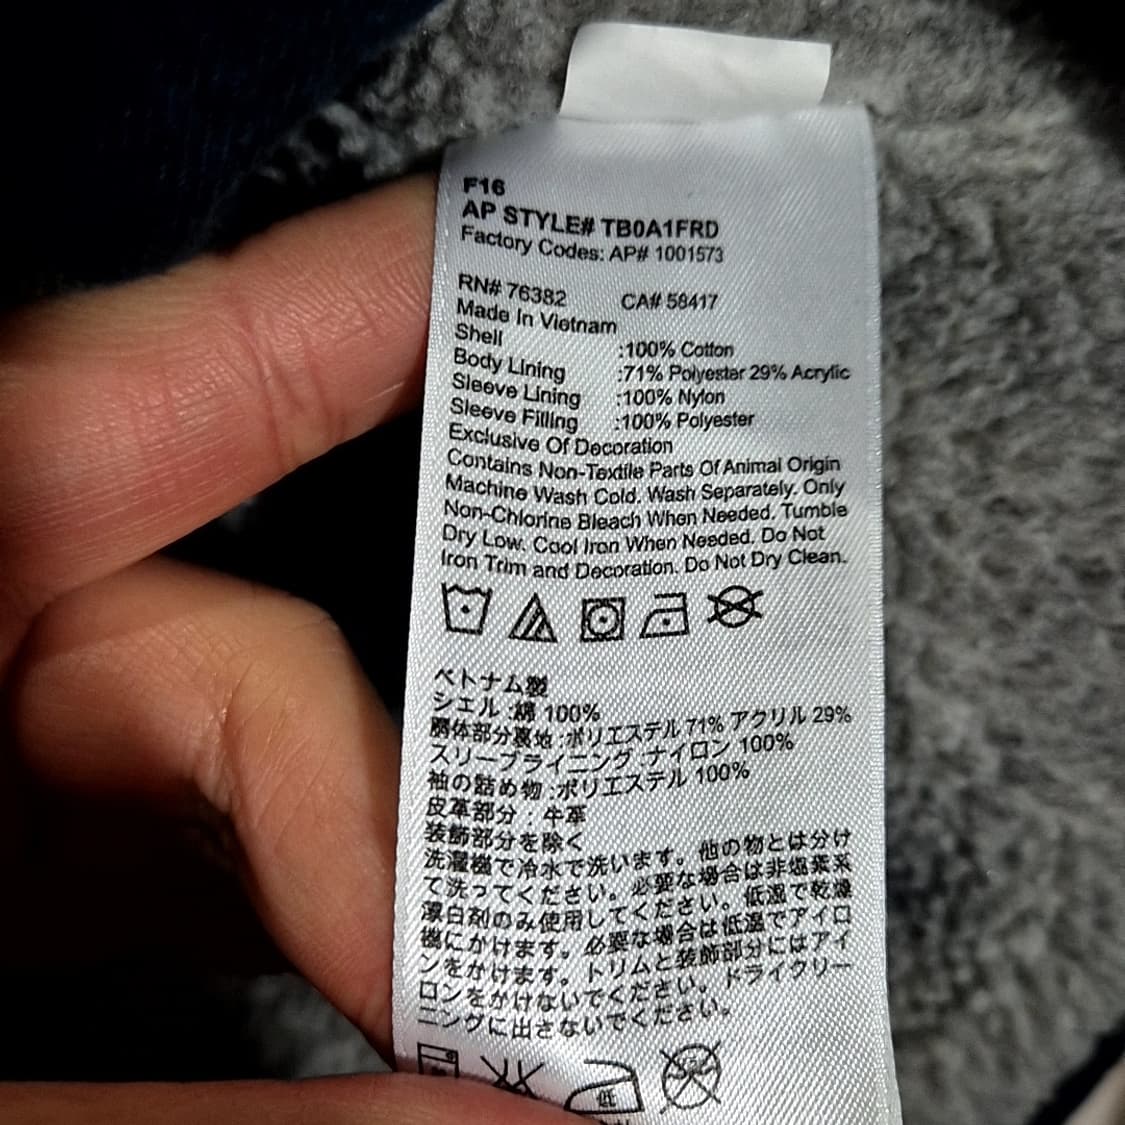 F16
AP STYLE# TB0A1FRD
Factory Codes: AP# 1001573
RN# 76382 CA# 58417
Made In Vietnam
Shell :100% Cotton
Body Lining :71% Polyester 29% Acrylic
Sleeve Lining :100% Nylon
Sleeve Filling :100% Polyester
Exclusive Of Decoration
Contains Non-Textile Parts Of Animal Origin
Machine Wash Cold. Wash Separately. Only
Non-Chlorine Bleach When Needed. Tumble
Dry Low. Cool Iron When Needed. Do Not
Iron Trim and Decoration. Do Not Dry Clean.
ベトナム製
シェル :綿 100%
胴体部分裏地 :ポリエステル 71% アクリル 29%
スリーブライニング :ナイロン 100%
袖の詰め物 :ポリエステル 100%
皮革部分 : 牛革
装飾部分を除く
洗濯機で冷水で洗います。他の物とは分け
て洗ってください。必要な場合は非塩素系
漂白剤のみ使用してください。低温で乾燥
機にかけます。必要な場合は低温でアイロ
ンをかけます。トリムと装飾部分にはアイ
ロンをかけないでください。ドライクリー
ニングに出さないでください。
低